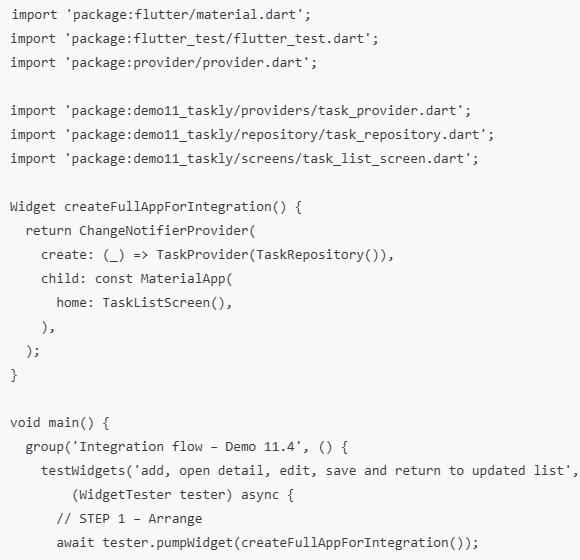 import 'package:flutter/material.dart';
import 'package:flutter_test/flutter_test.dart';
import 'package:provider/provider.dart';

import 'package:demo11_taskly/providers/task_provider.dart';
import 'package:demo11_taskly/repository/task_repository.dart';
import 'package:demo11_taskly/screens/task_list_screen.dart';

Widget createFullAppForIntegration() {
  return ChangeNotifierProvider(
    create: (_) => TaskProvider(TaskRepository()),
    child: const MaterialApp(
      home: TaskListScreen(),
    ),
  );
}

void main() {
  group('Integration flow – Demo 11.4', () {
    testWidgets('add, open detail, edit, save and return to updated list',
        (WidgetTester tester) async {
      // STEP 1 – Arrange
      await tester.pumpWidget(createFullAppForIntegration());